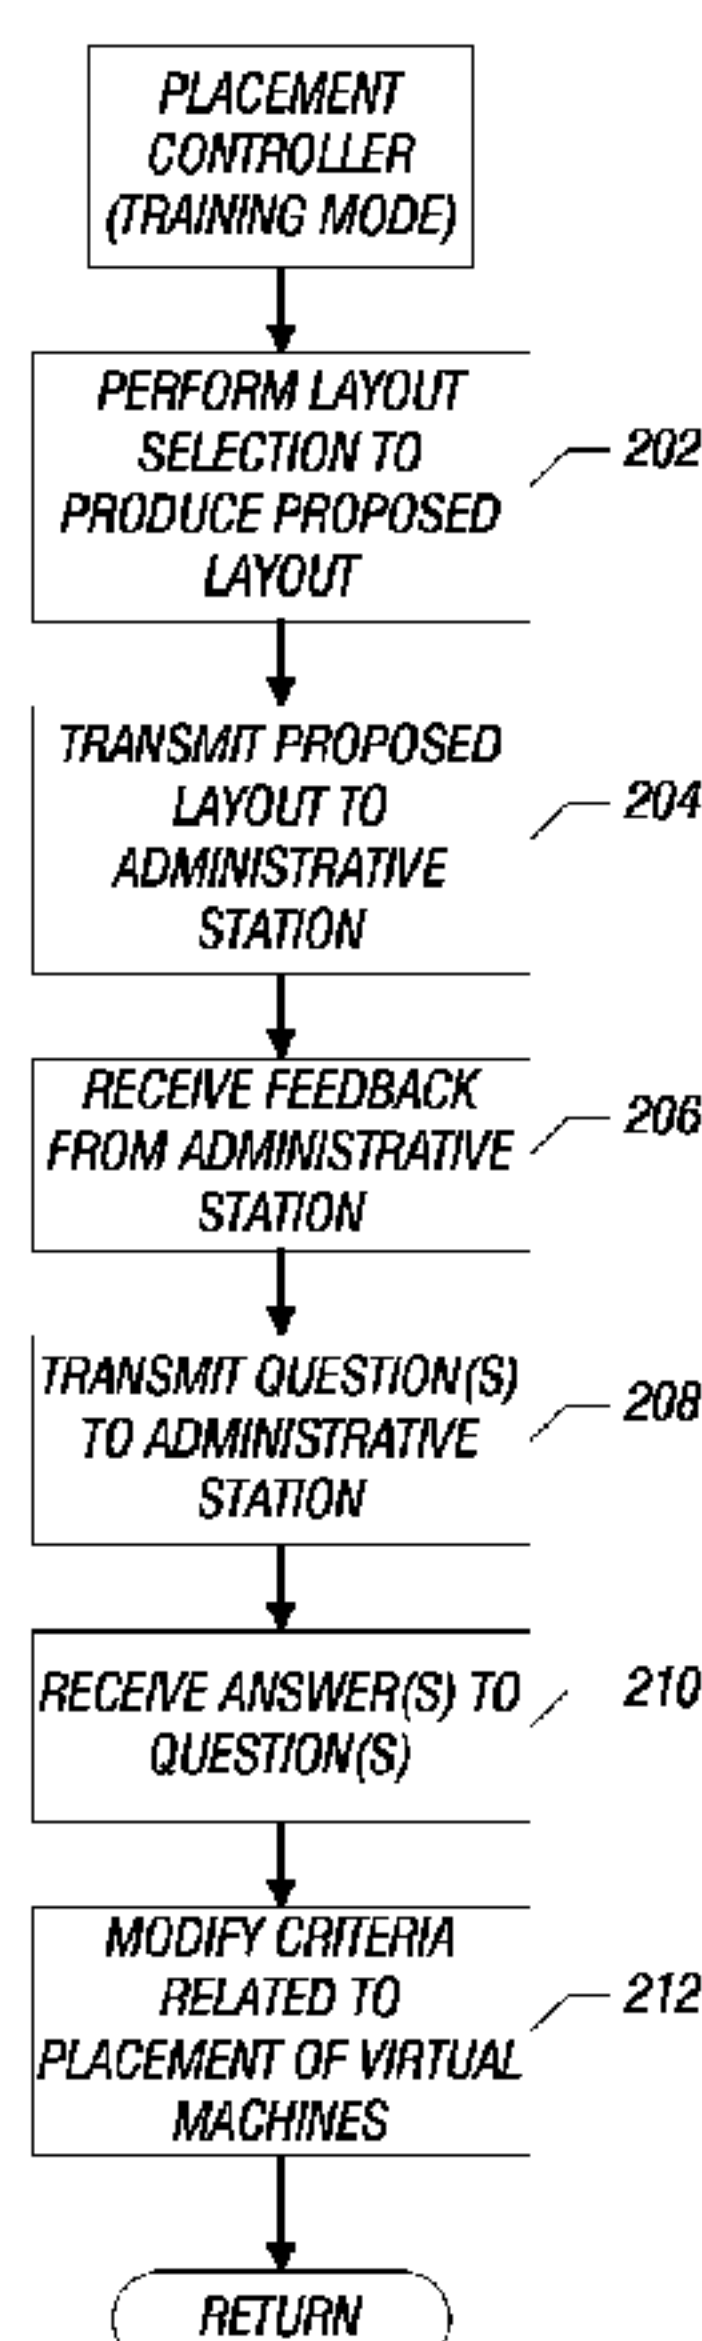 PLACEMENT
CONTROLLER
(TRAINING MODE)
PERFORM LAYOUT
SELECTION TO
PRODUCE PROPOSED
LAYOUT
202
TRANSMIT PROPOSED
LAYOUT TO
ADMINISTRATIVE
STATION
204
RECEIVE FEEDBACK
FROM ADMINISTRATIVE
STATION
206
TRANSMIT QUESTION(S)
TO ADMINISTRATIVE
STATION
208
RECEIVE ANSWER(S) TO
QUESTION(S)
210
MODIFY CRITERIA
RELATED TO
PLACEMENT OF VIRTUAL
MACHINES
212
RETURN